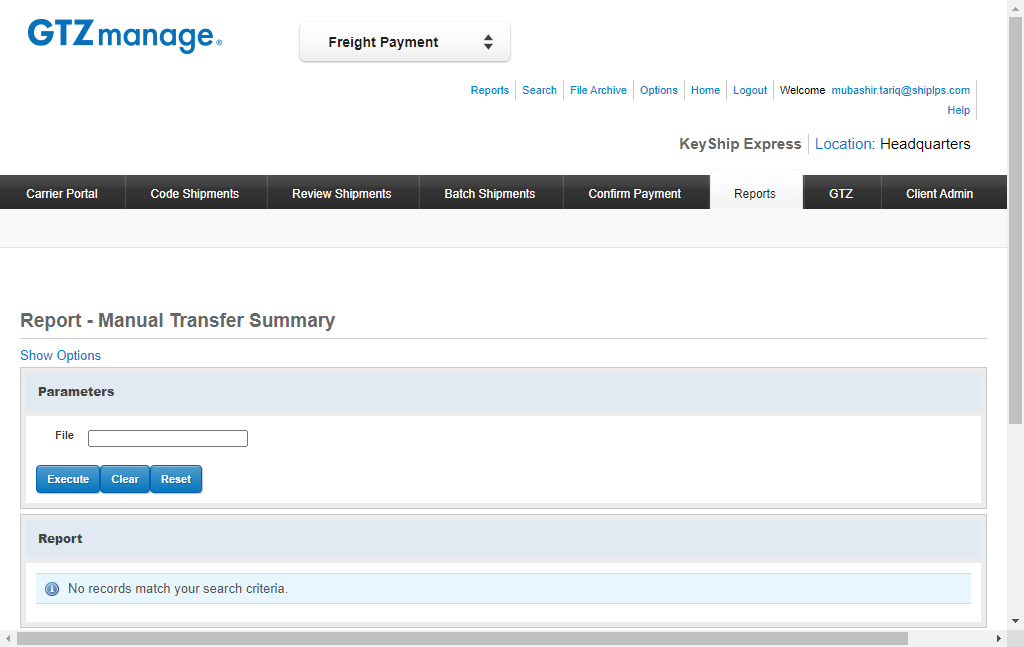 GTZmanage®
Freight Payment
Reports Search File Archive Options Home Logout Welcome mubashir.tariq@shiplps.com
Help
KeyShip Express Location: Headquarters
Carrier Portal Code Shipments Review Shipments Batch Shipments Confirm Payment Reports GTZ Client Admin
Report - Manual Transfer Summary
Show Options
Parameters
File
Execute Clear Reset
Report
No records match your search criteria.